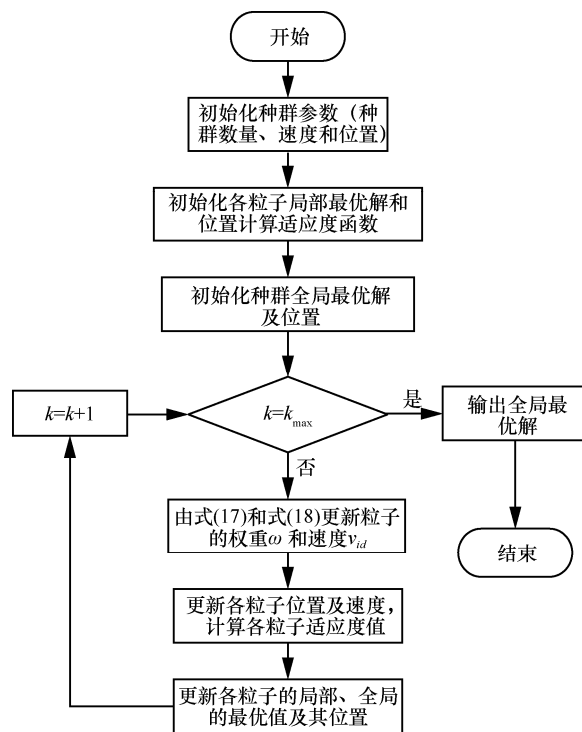 开始
初始化种群参数（种
群数量、速度和位置）
初始化各粒子局部最优解和
位置计算适应度函数
初始化种群全局最优解
及位置
k=k+1
k=kmax
是
输出全局最
优解
否
由式(17)和式(18)更新粒子
的权重ω 和速度vid
结束
更新各粒子位置及速度，
计算各粒子适应度值
更新各粒子的局部、全局
的最优值及其位置